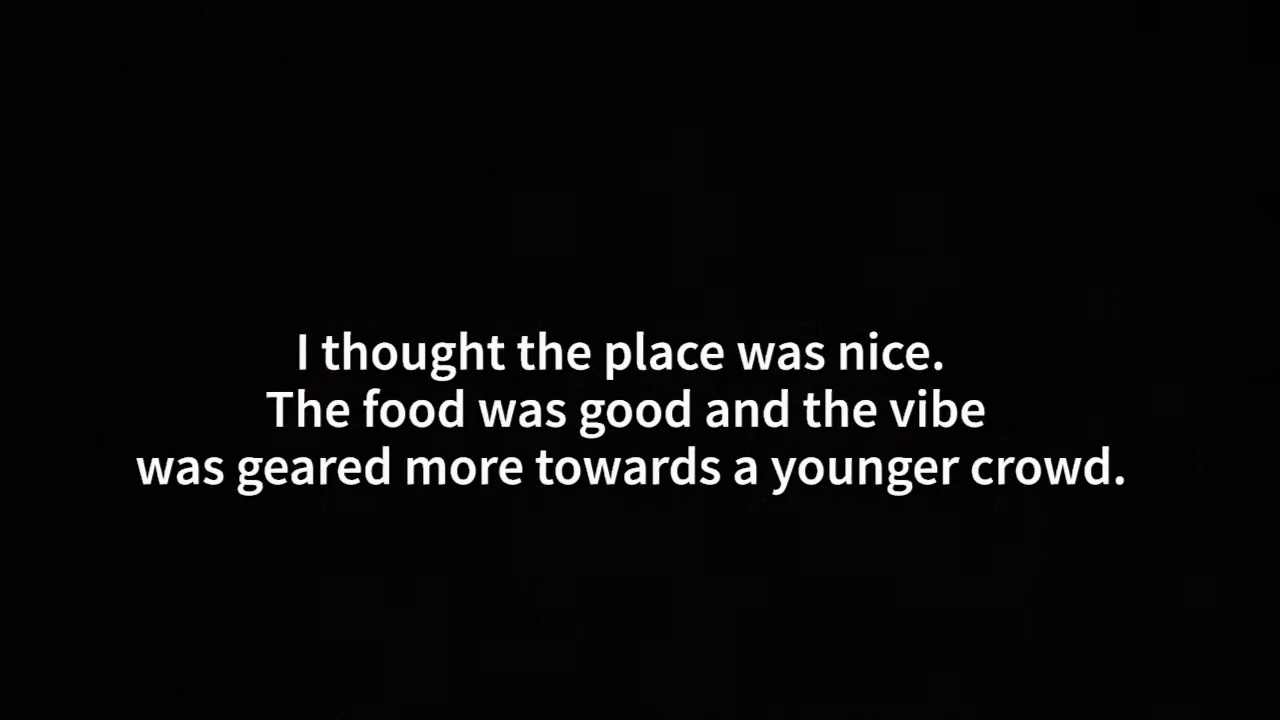 I thought the place was nice.
The food was good and the vibe
was geared more towards a younger crowd.